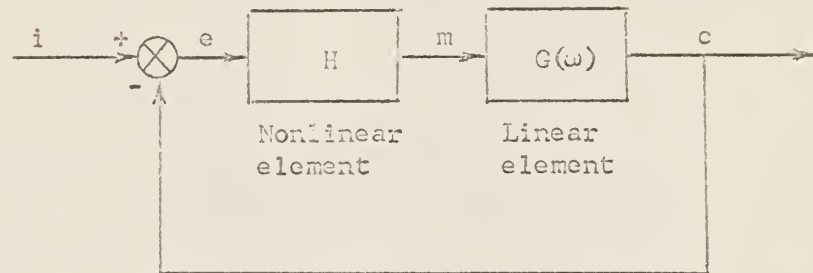 i + e H m G(ω) c
-
Nonlinear Linear
element element